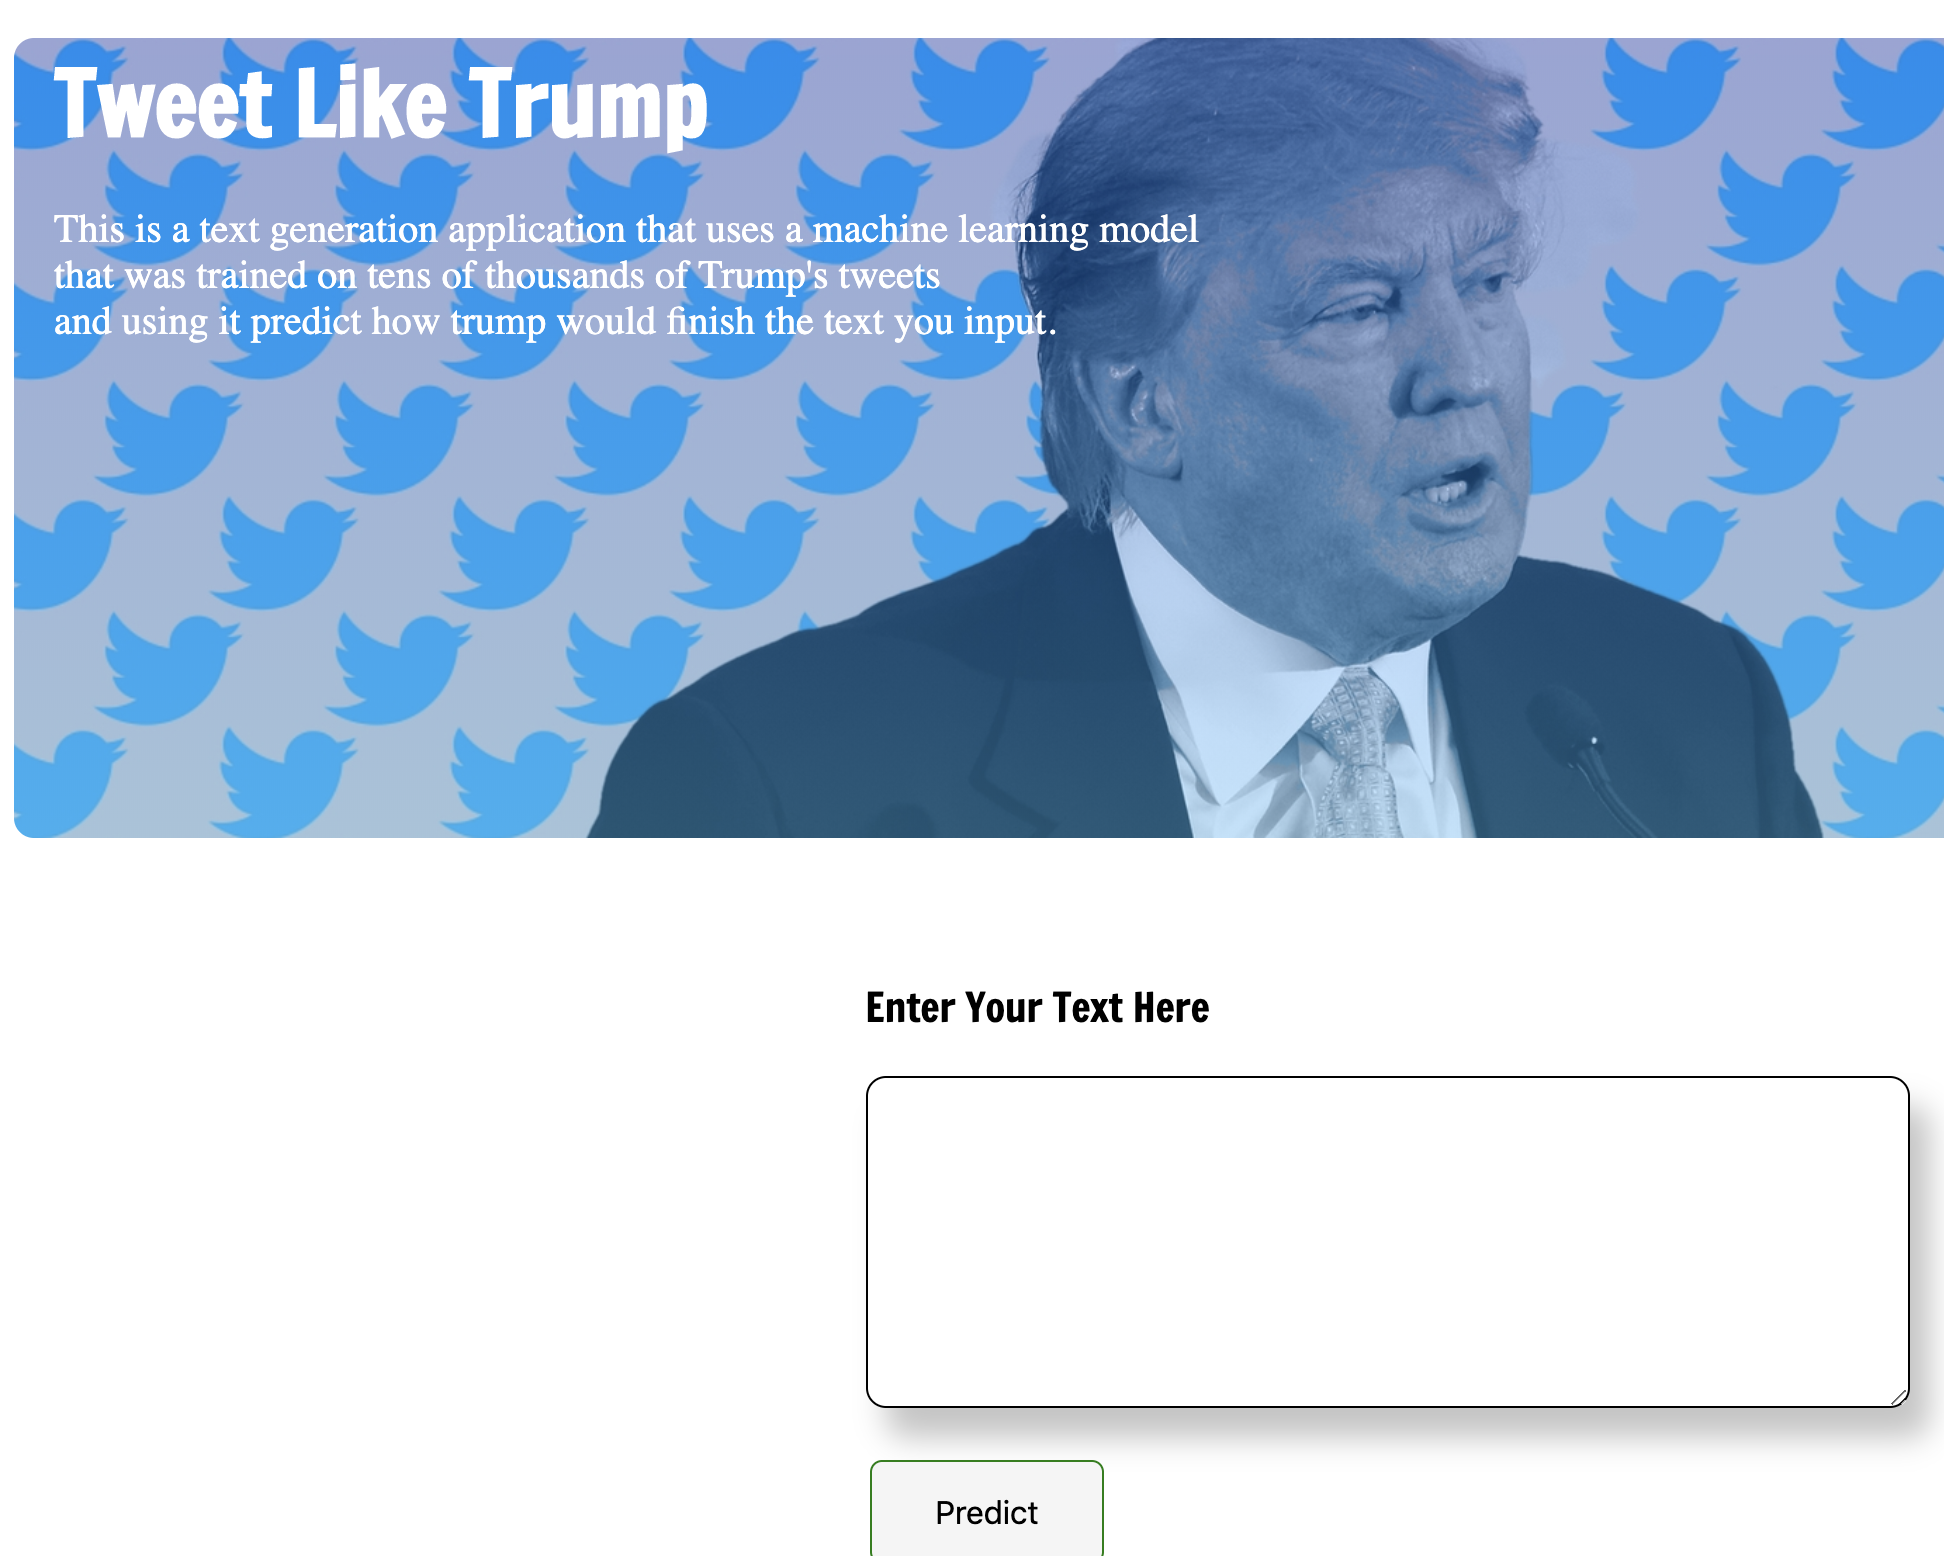 Tweet Like Trump
This is a text generation application that uses a machine learning model
that was trained on tens of thousands of Trump's tweets
and using it predict how trump would finish the text you input.
Enter Your Text Here
Predict